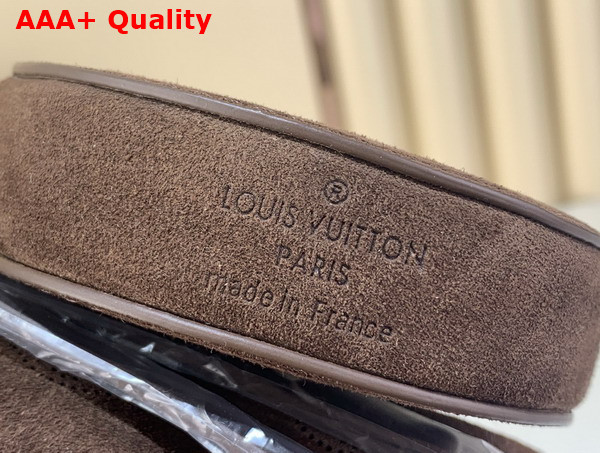 AAA+ Quality
®
LOUIS VUITTON
PARIS
made in France